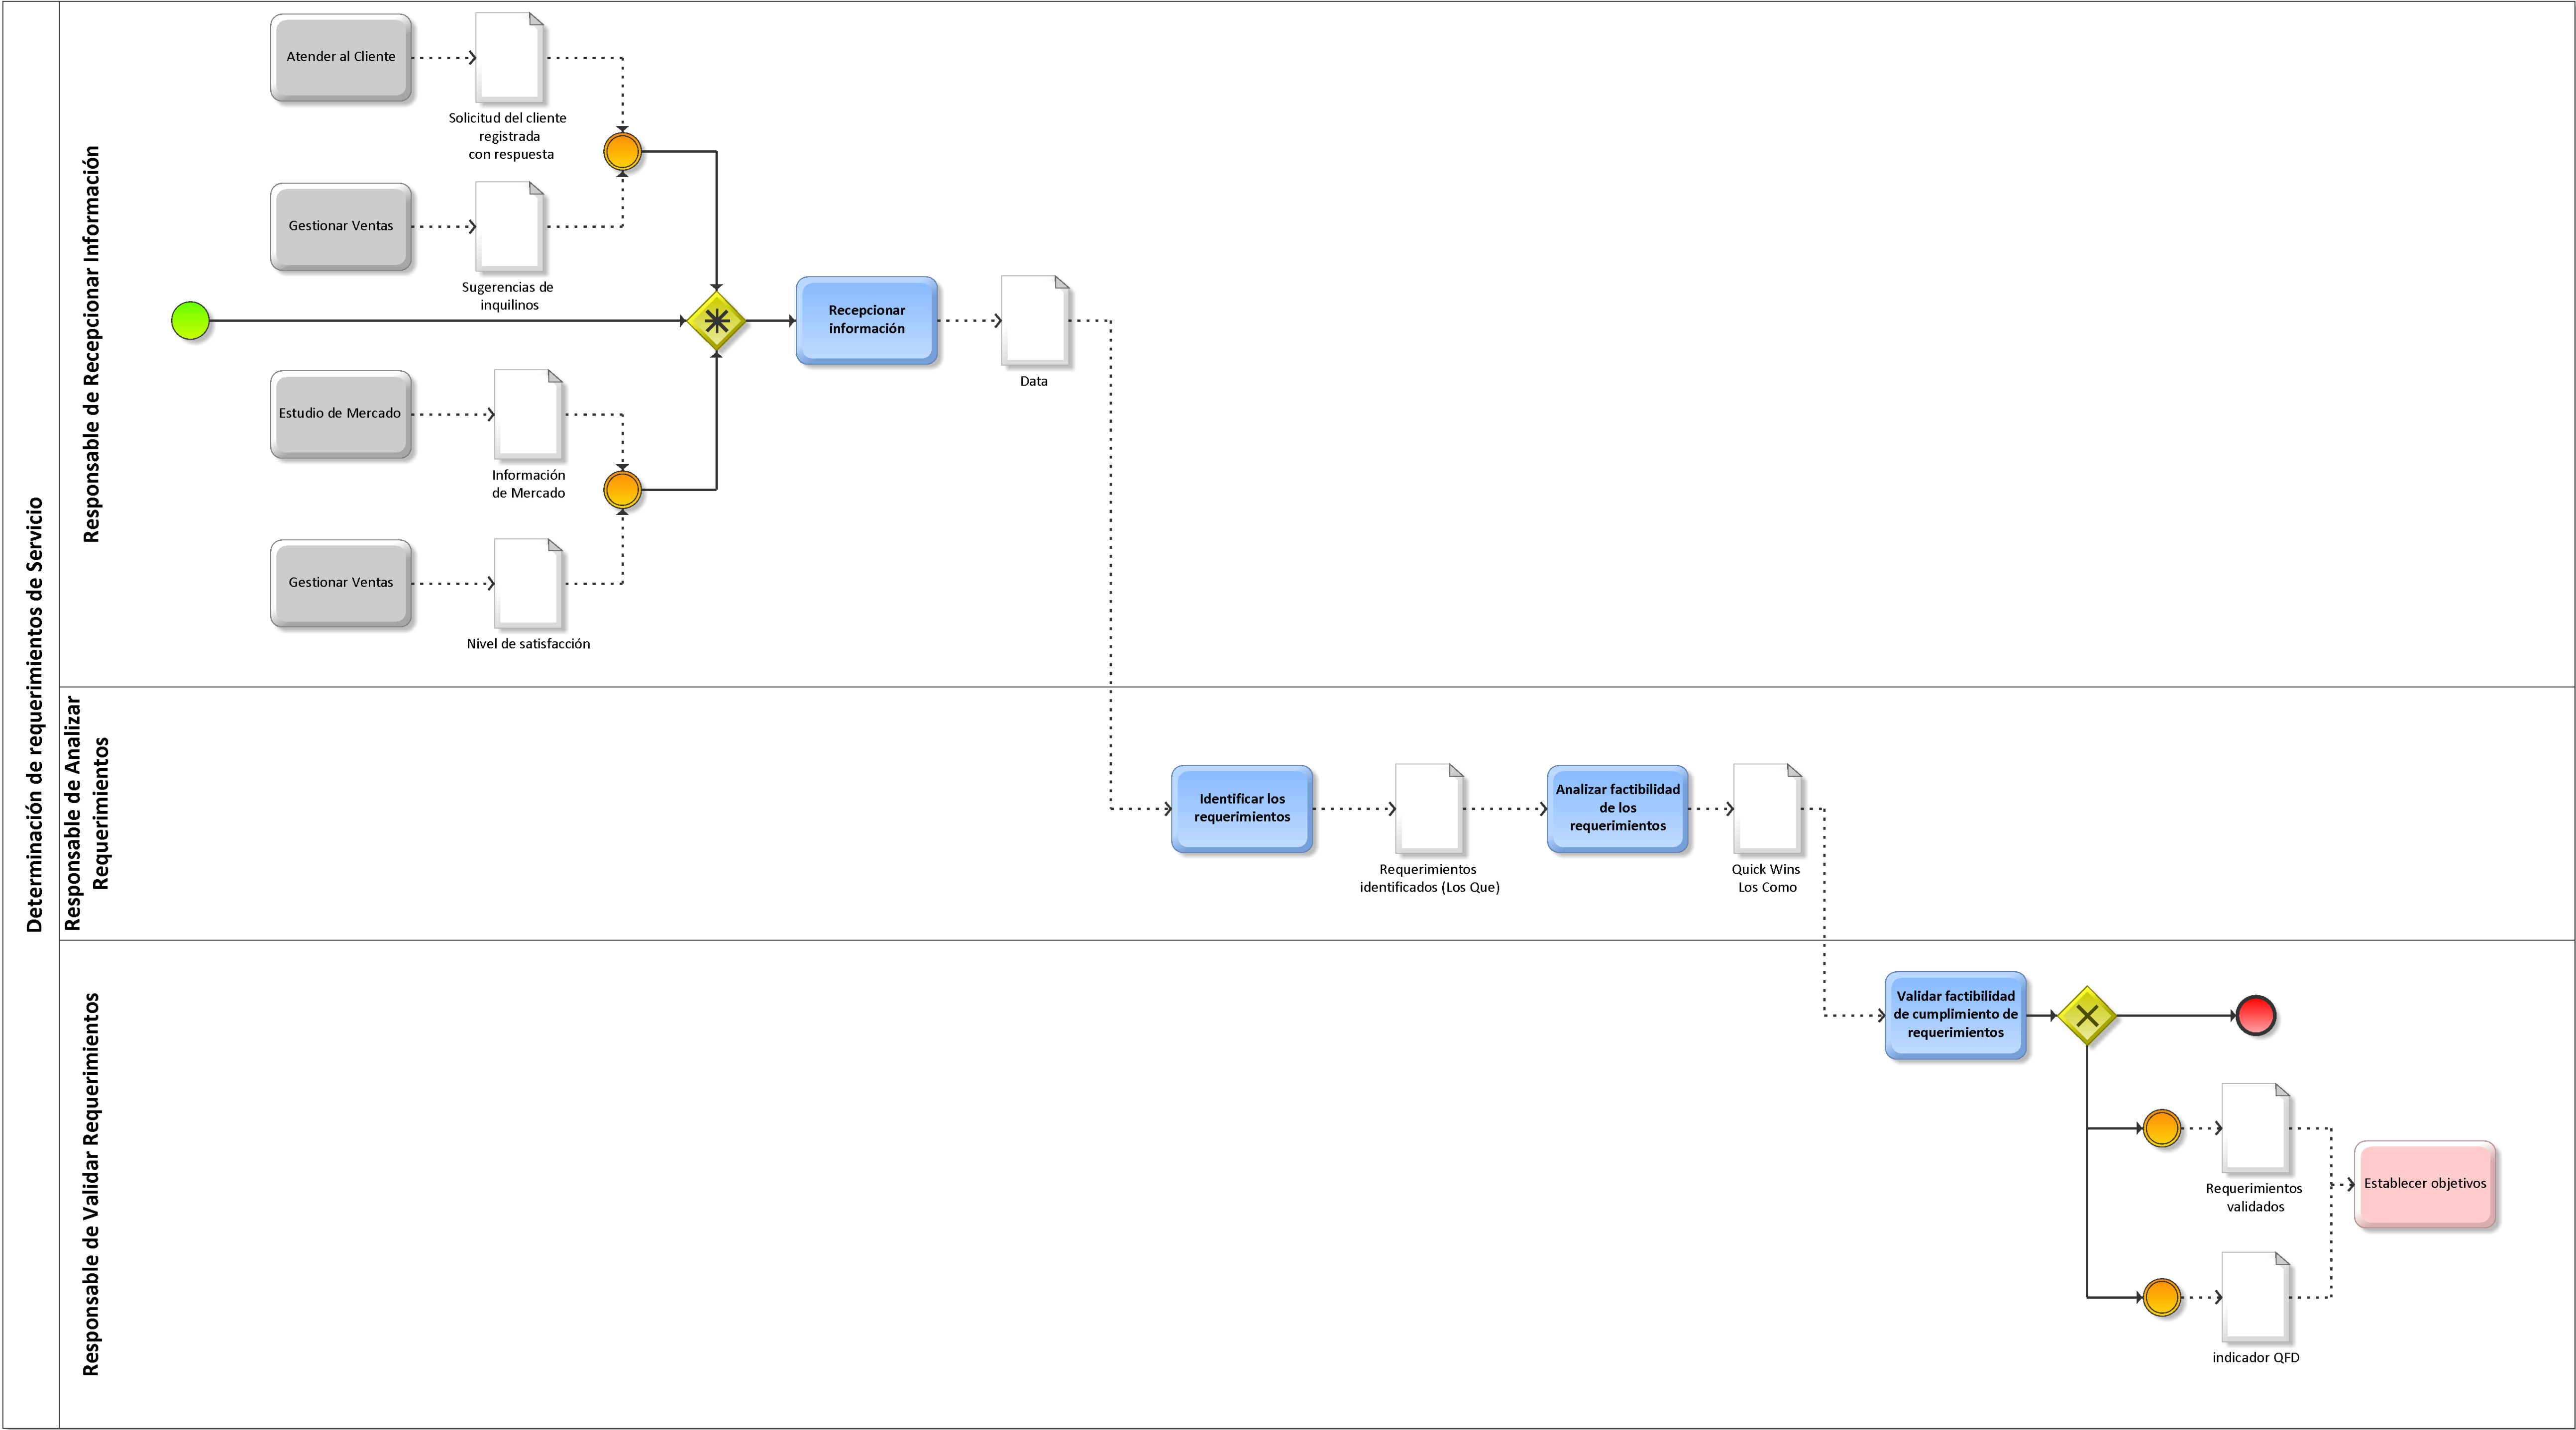 Determinación de requerimientos de Servicio
Responsable de Recepcionar Información
Atender al Cliente
Solicitud del cliente
registrada
con respuesta
Gestionar Ventas
Sugerencias de
inquilinos
Recepcionar
información
Data
Estudio de Mercado
Información
de Mercado
Gestionar Ventas
Nivel de satisfacción
Responsable de Analizar
Requerimientos
Identificar los
requerimientos
Requerimientos
identificados (Los Que)
Analizar factibilidad
de los
requerimientos
Quick Wins
Los Como
Responsable de Validar Requerimientos
Validar factibilidad
de cumplimiento de
requerimientos
Requerimientos
validados
Establecer objetivos
indicador QFD